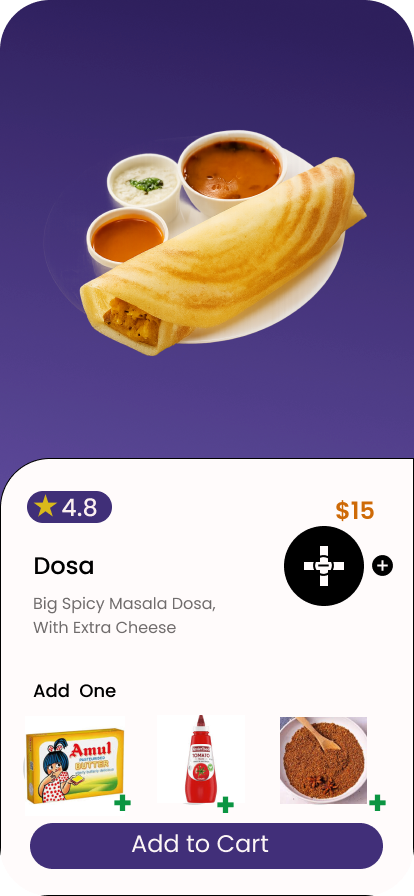 4.8
$15
Dosa
Big Spicy Masala Dosa,
With Extra Cheese
Add One
Amul
PASTEURISED
BUTTER
TOMATO
Add to Cart